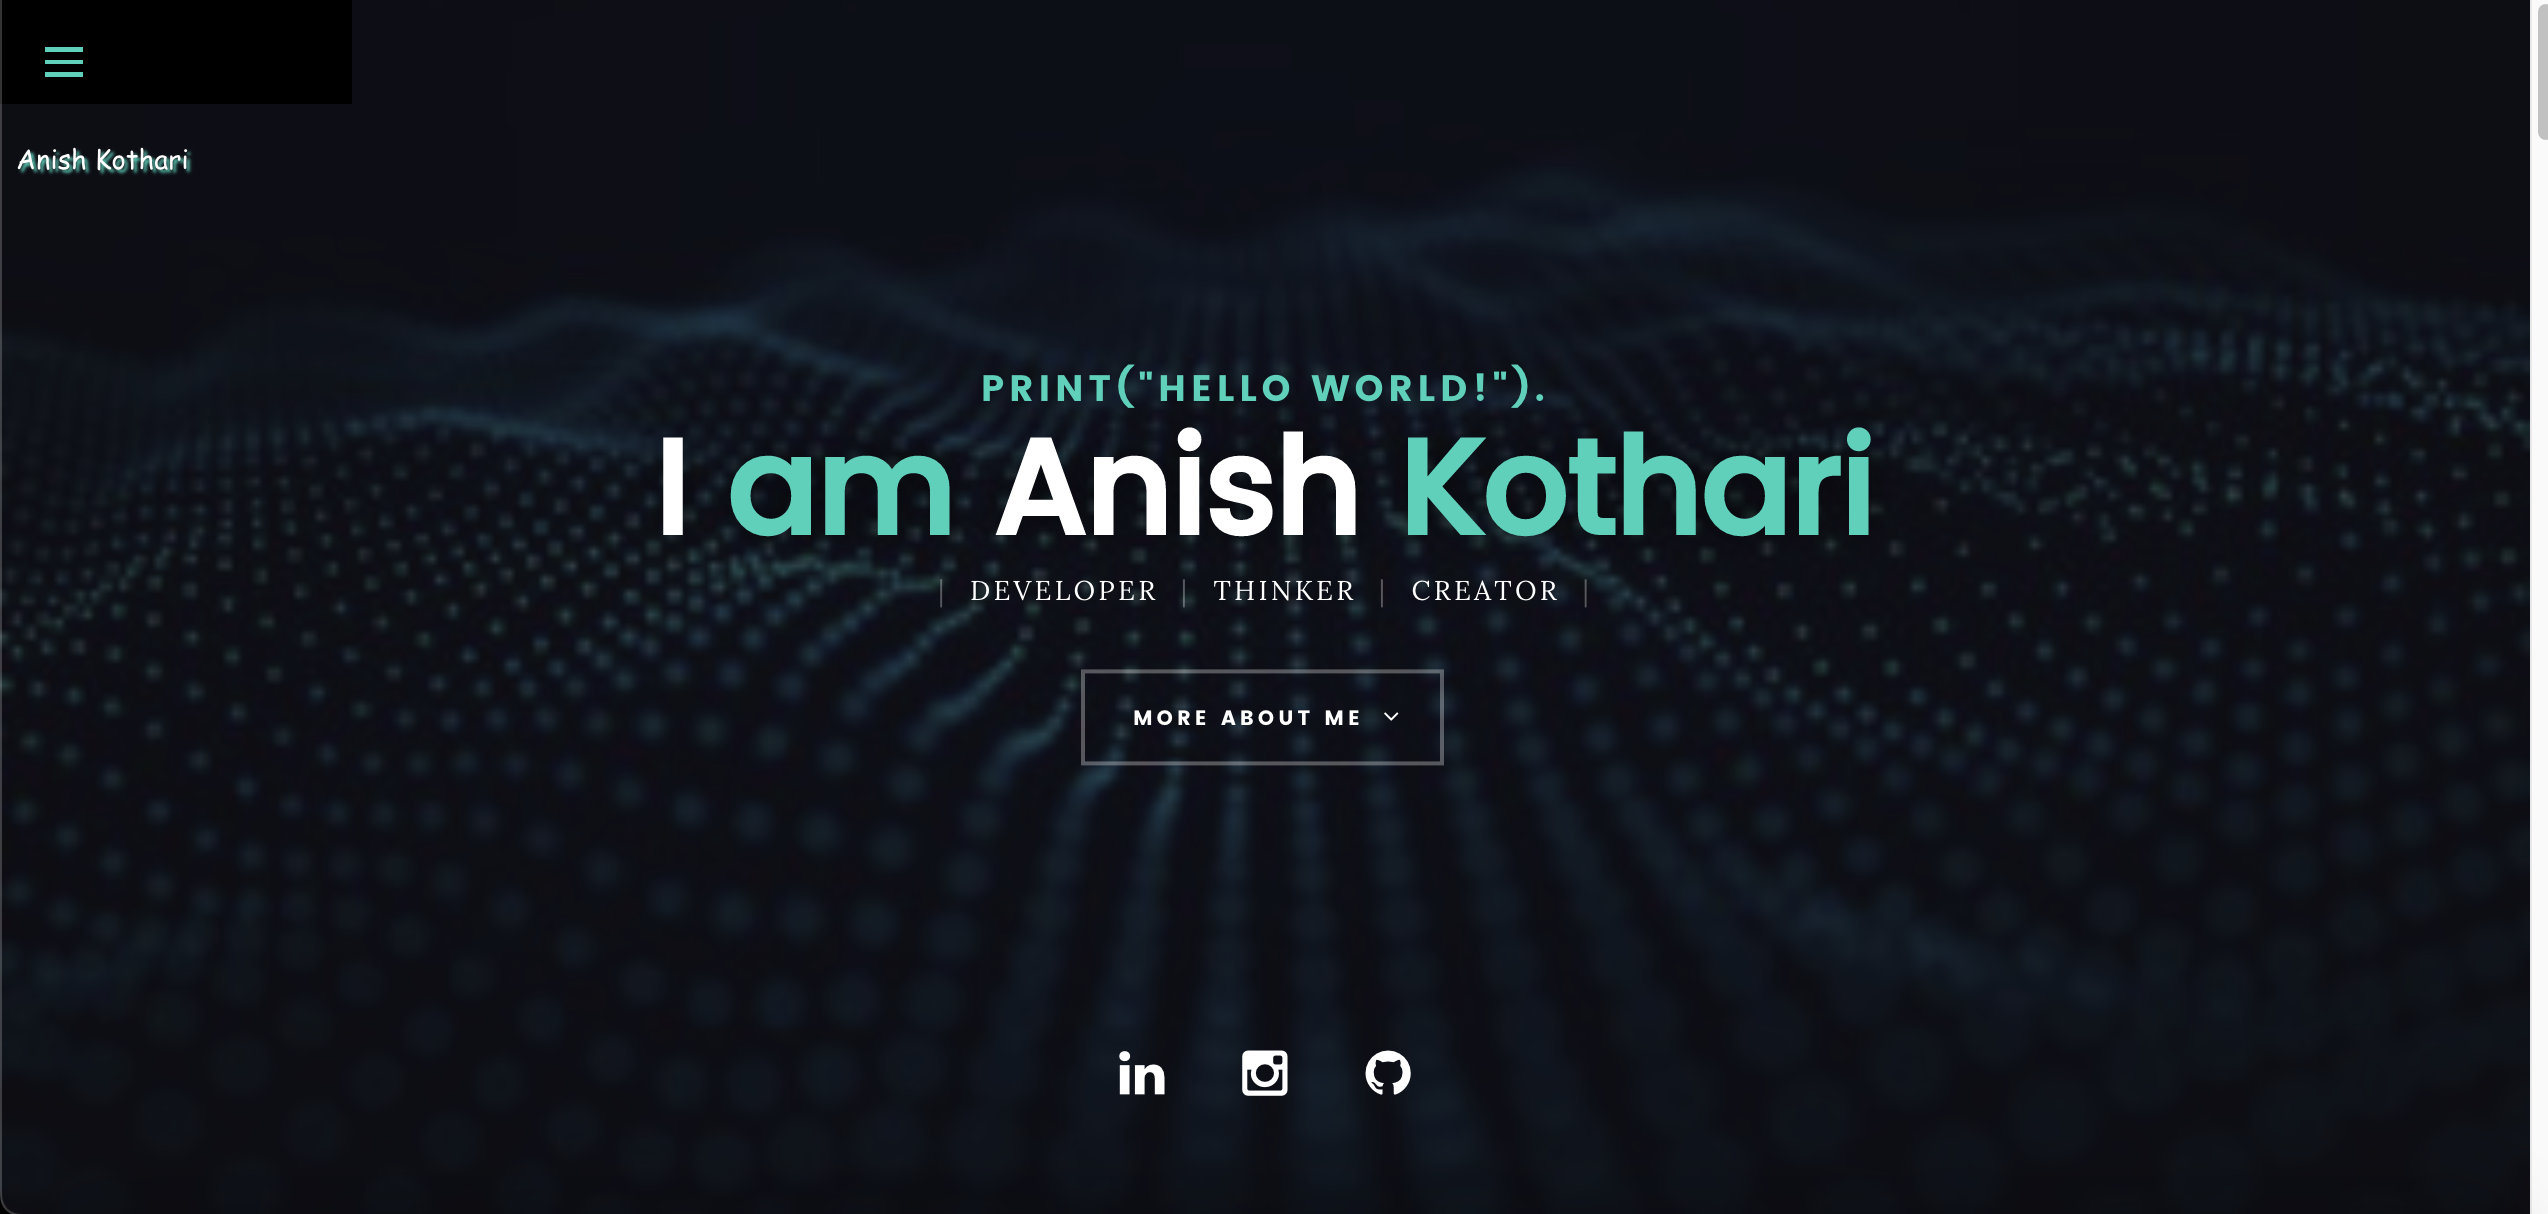 Anish Kothari
PRINT("HELLO WORLD!").
I am Anish Kothari
| DEVELOPER | THINKER | CREATOR |
MORE ABOUT ME
in